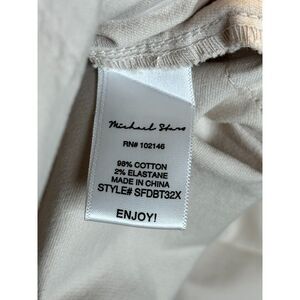 Michael Stars
RN# 102146
98% COTTON
2% ELASTANE
MADE IN CHINA
STYLE# SFDBT32X
ENJOY!